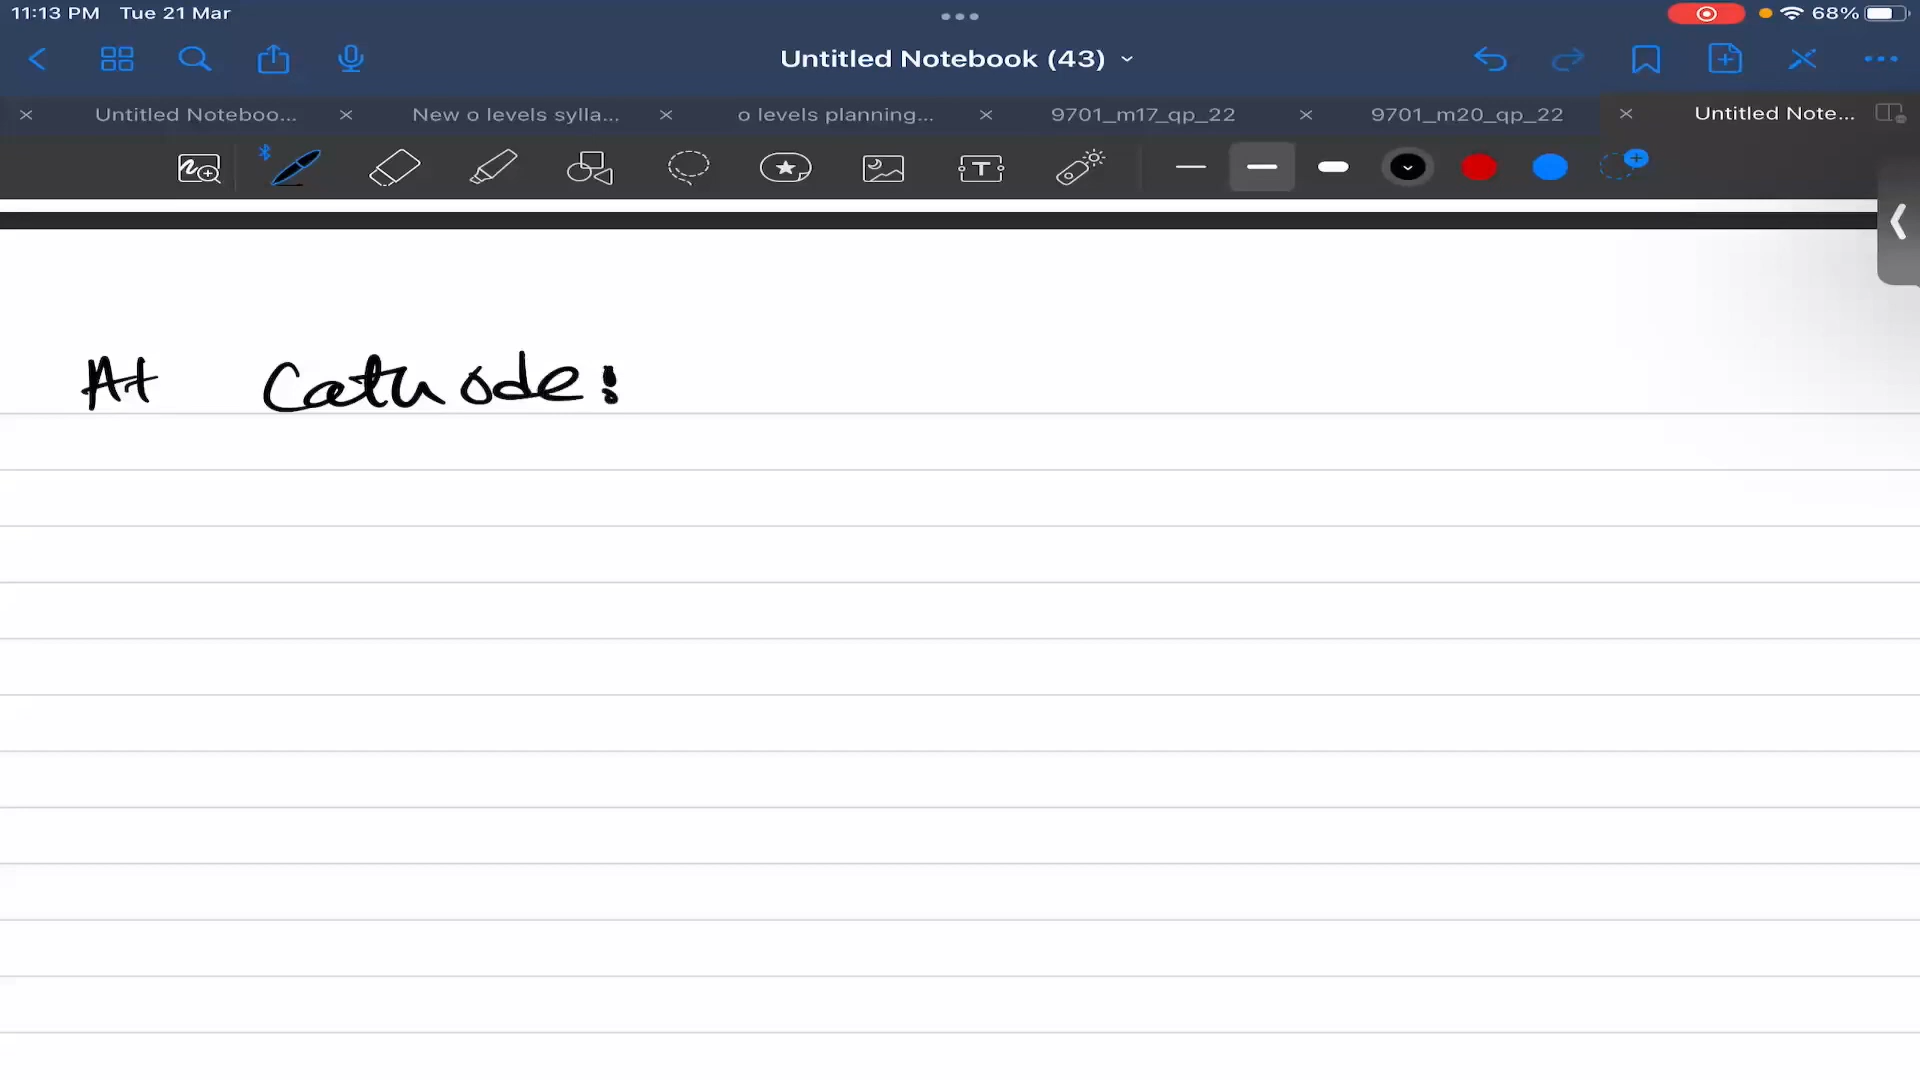 11:13 PM Tue 21 Mar 68%
Untitled Notebook (43)
Untitled Noteboo... New o levels sylla... o levels planning... 9701_m17_qp_22 9701_m20_qp_22 Untitled Note...
At Cathode: